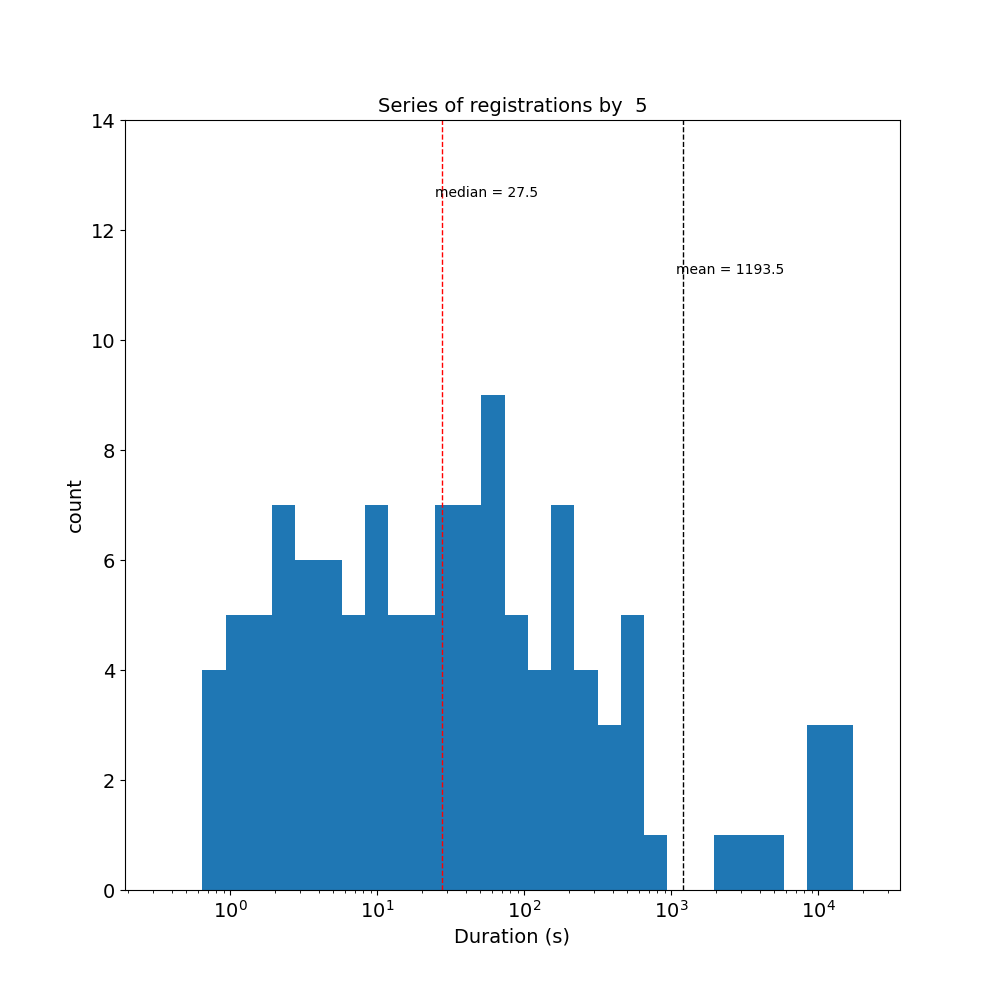 Series of registrations by  5
14
12
10
8
6
4
2
0
count
median = 27.5
mean = 1193.5
10⁰ 10¹ 10² 10³ 10⁴
Duration (s)